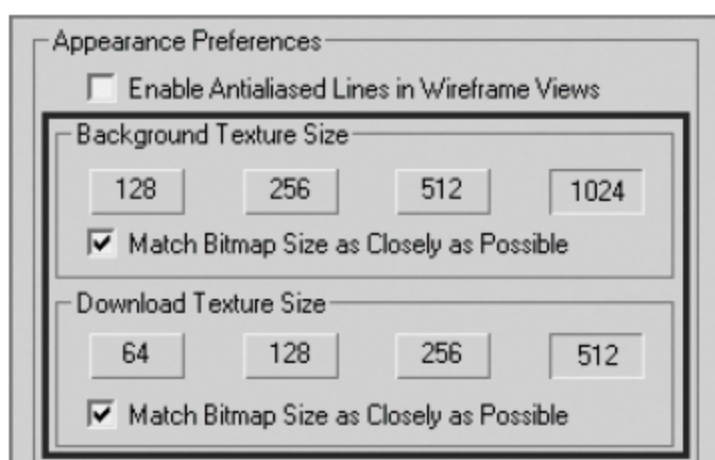 Appearance Preferences
Enable Antialiased Lines in Wireframe Views
Background Texture Size
128 256 512 1024
Match Bitmap Size as Closely as Possible
Download Texture Size
64 128 256 512
Match Bitmap Size as Closely as Possible